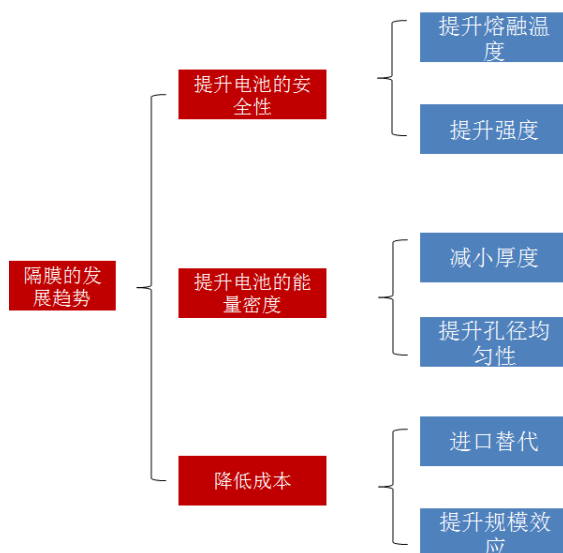 隔膜的发
展趋势
提升电池的安
全性
提升熔融温
度
提升强度
提升电池的能
量密度
减小厚度
提升孔径均
匀性
降低成本
进口替代
提升规模效
应